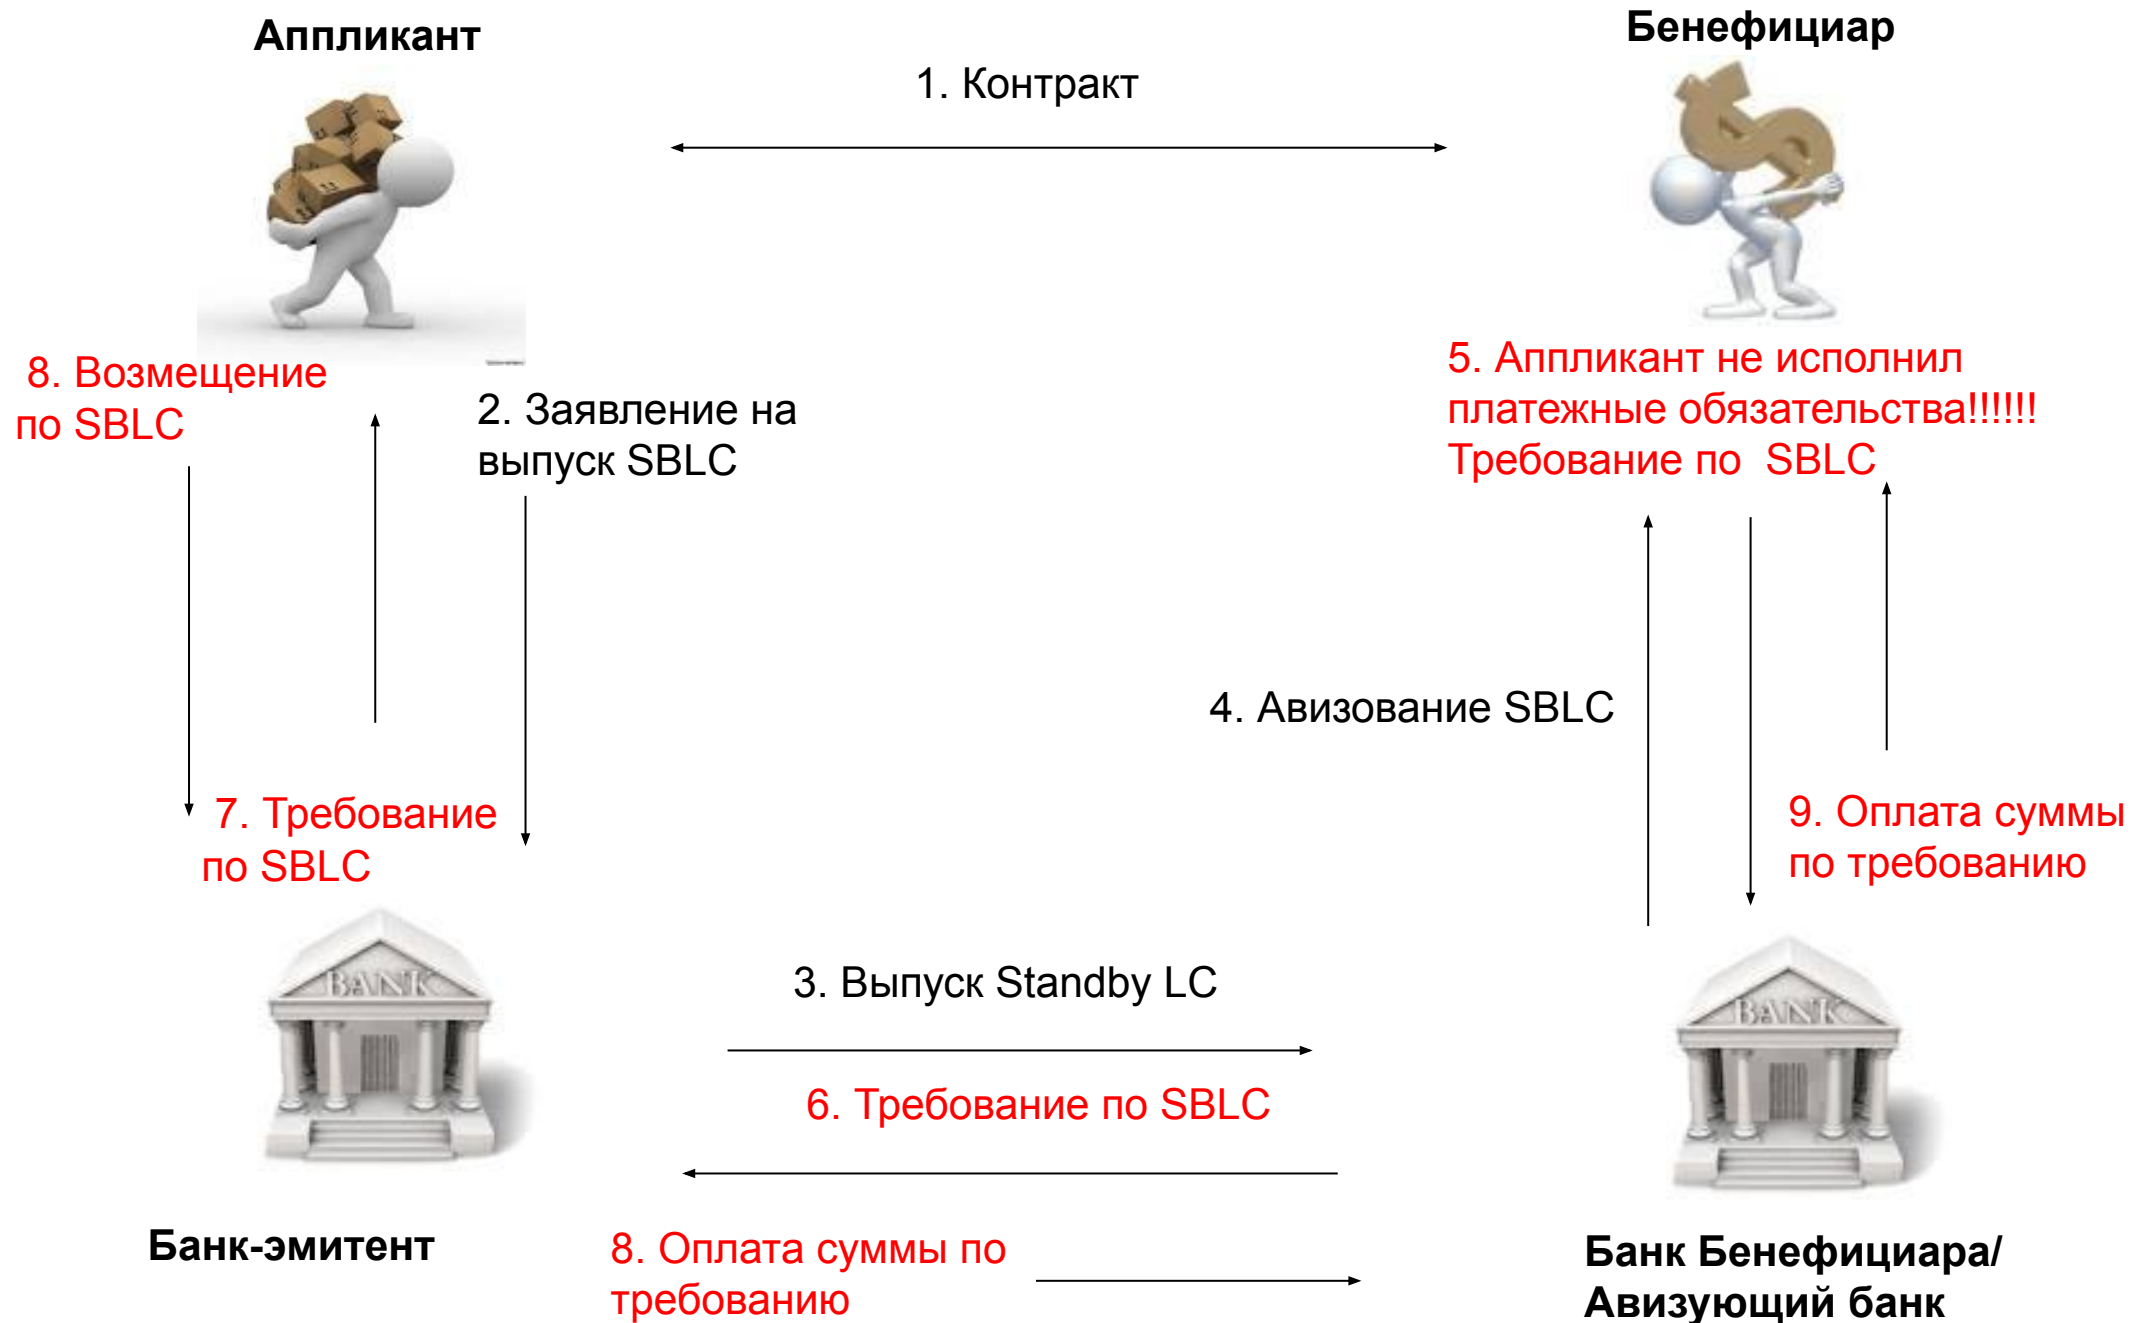 Аппликант
Бенефициар
1. Контракт
8. Возмещение
по SBLC
2. Заявление на
выпуск SBLC
5. Аппликант не исполнил
платежные обязательства!!!!!!
Требование по  SBLC
4. Авизование SBLC
7. Требование
по SBLC
9. Оплата суммы
по требованию
BANK
BANK
3. Выпуск Standby LC
6. Требование по SBLC
Банк-эмитент
8. Оплата суммы по
требованию
Банк Бенефициара/
Авизующий банк